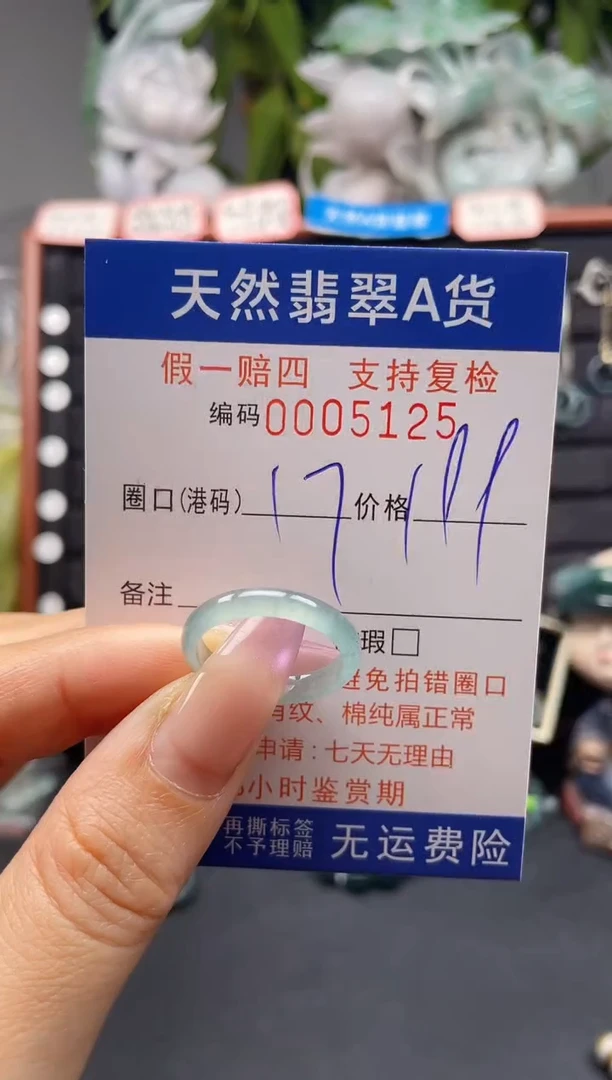 天然翡翠A货
假一赔四 支持复检
编码0005125
圈口(港码) 17 价格
备注
瑕□
避免拍错圈口
纹、棉纯属正常
申请:七天无理由
小时鉴赏期
再撕标签
不予理赔
无运费险